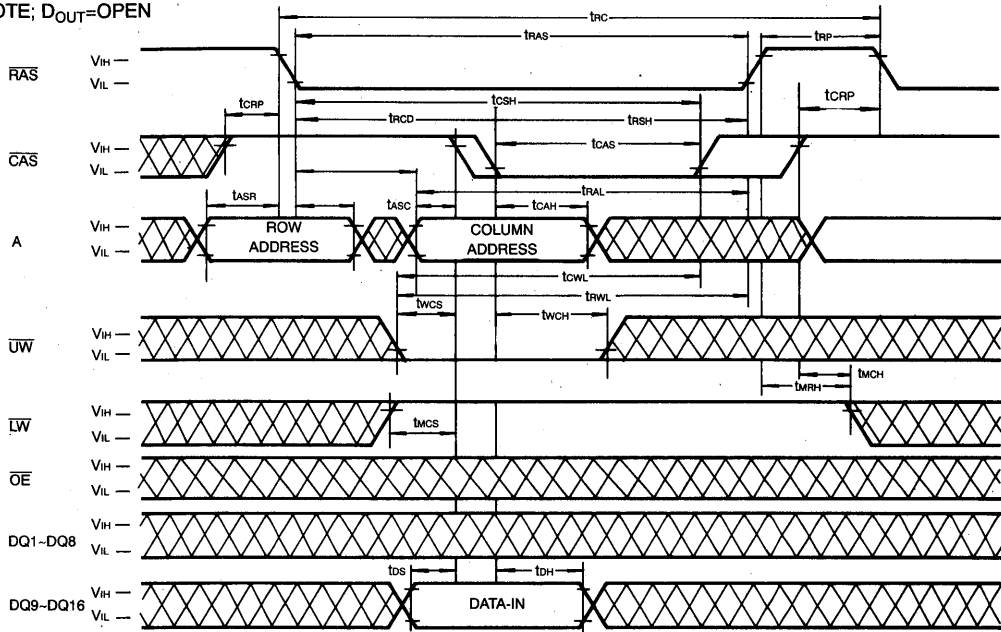 OTE; DOUT=OPEN
tRC
tRAS
tRP
RAS
VIH —
VIL —
tCSH
tCRP
tCRP
tRCD
tRSH
CAS
VIH —
VIL —
tCAS
tRAL
tASR
tASC
tCAH
A
VIH —
VIL —
ROW
ADDRESS
COLUMN
ADDRESS
tCWL
tRWL
tWCS
tWCH
UW
VIH —
VIL —
tMCH
tMRH
LW
VIH —
VIL —
tMCS
OE
VIH —
VIL —
DQ1~DQ8
VIH —
VIL —
tDS
tDH
DQ9~DQ16
VIH —
VIL —
DATA-IN